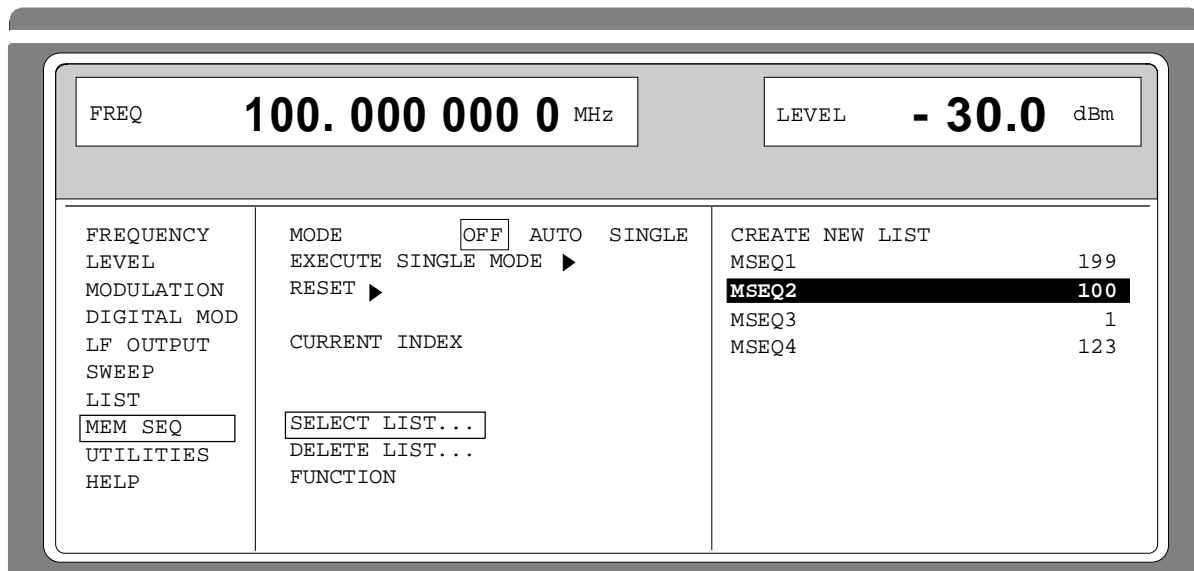 FREQ 100. 000 000 0 MHz
LEVEL - 30.0 dBm
FREQUENCY
LEVEL
MODULATION
DIGITAL MOD
LF OUTPUT
SWEEP
LIST
MEM SEQ
UTILITIES
HELP
MODE OFF AUTO SINGLE
EXECUTE SINGLE MODE
RESET
CURRENT INDEX
SELECT LIST...
DELETE LIST...
FUNCTION
CREATE NEW LIST
MSEQ1 199
MSEQ2 100
MSEQ3 1
MSEQ4 123